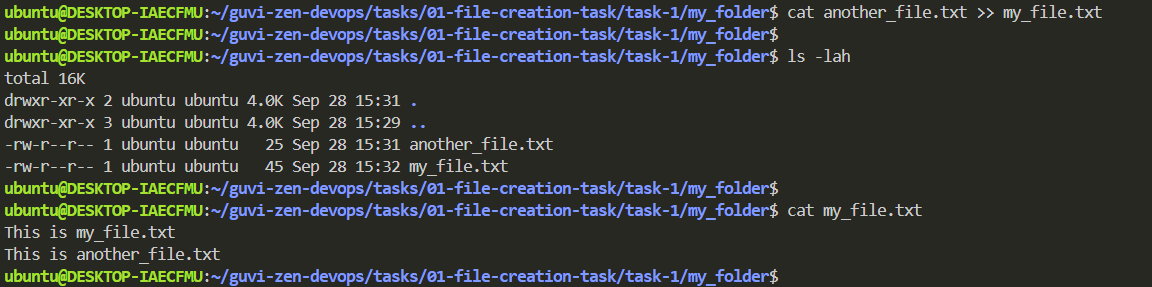 ubuntu@DESKTOP-IAECFMU:~/guvi-zen-devops/tasks/01-file-creation-task/task-1/my_folder$ cat another_file.txt >> my_file.txt
ubuntu@DESKTOP-IAECFMU:~/guvi-zen-devops/tasks/01-file-creation-task/task-1/my_folder$
ubuntu@DESKTOP-IAECFMU:~/guvi-zen-devops/tasks/01-file-creation-task/task-1/my_folder$ ls -lah
total 16K
drwxr-xr-x 2 ubuntu ubuntu 4.0K Sep 28 15:31 .
drwxr-xr-x 3 ubuntu ubuntu 4.0K Sep 28 15:29 ..
-rw-r--r-- 1 ubuntu ubuntu   25 Sep 28 15:31 another_file.txt
-rw-r--r-- 1 ubuntu ubuntu   45 Sep 28 15:32 my_file.txt
ubuntu@DESKTOP-IAECFMU:~/guvi-zen-devops/tasks/01-file-creation-task/task-1/my_folder$
ubuntu@DESKTOP-IAECFMU:~/guvi-zen-devops/tasks/01-file-creation-task/task-1/my_folder$ cat my_file.txt
This is my_file.txt
This is another_file.txt
ubuntu@DESKTOP-IAECFMU:~/guvi-zen-devops/tasks/01-file-creation-task/task-1/my_folder$